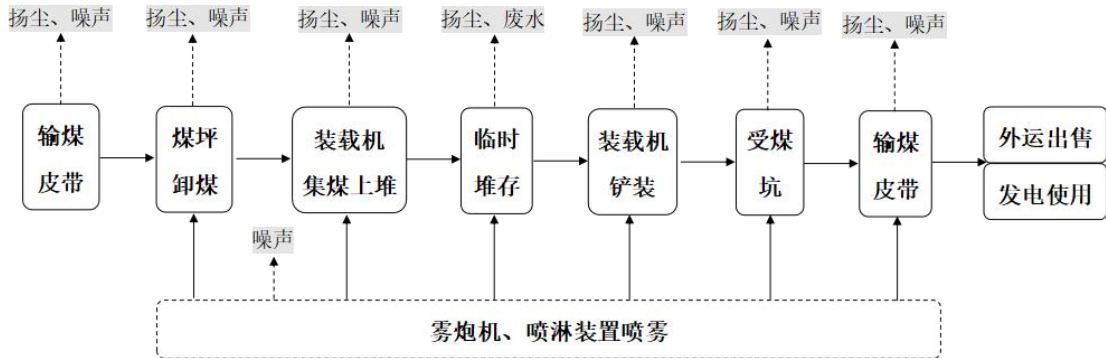 扬尘、噪声
扬尘、噪声
扬尘、噪声
扬尘、废水
扬尘、噪声
扬尘、噪声
扬尘、噪声
输煤
皮带
煤坪
卸煤
装载机
集煤上堆
临时
堆存
装载机
铲装
受煤
坑
输煤
皮带
外运出售
发电使用
噪声
雾炮机、喷淋装置喷雾